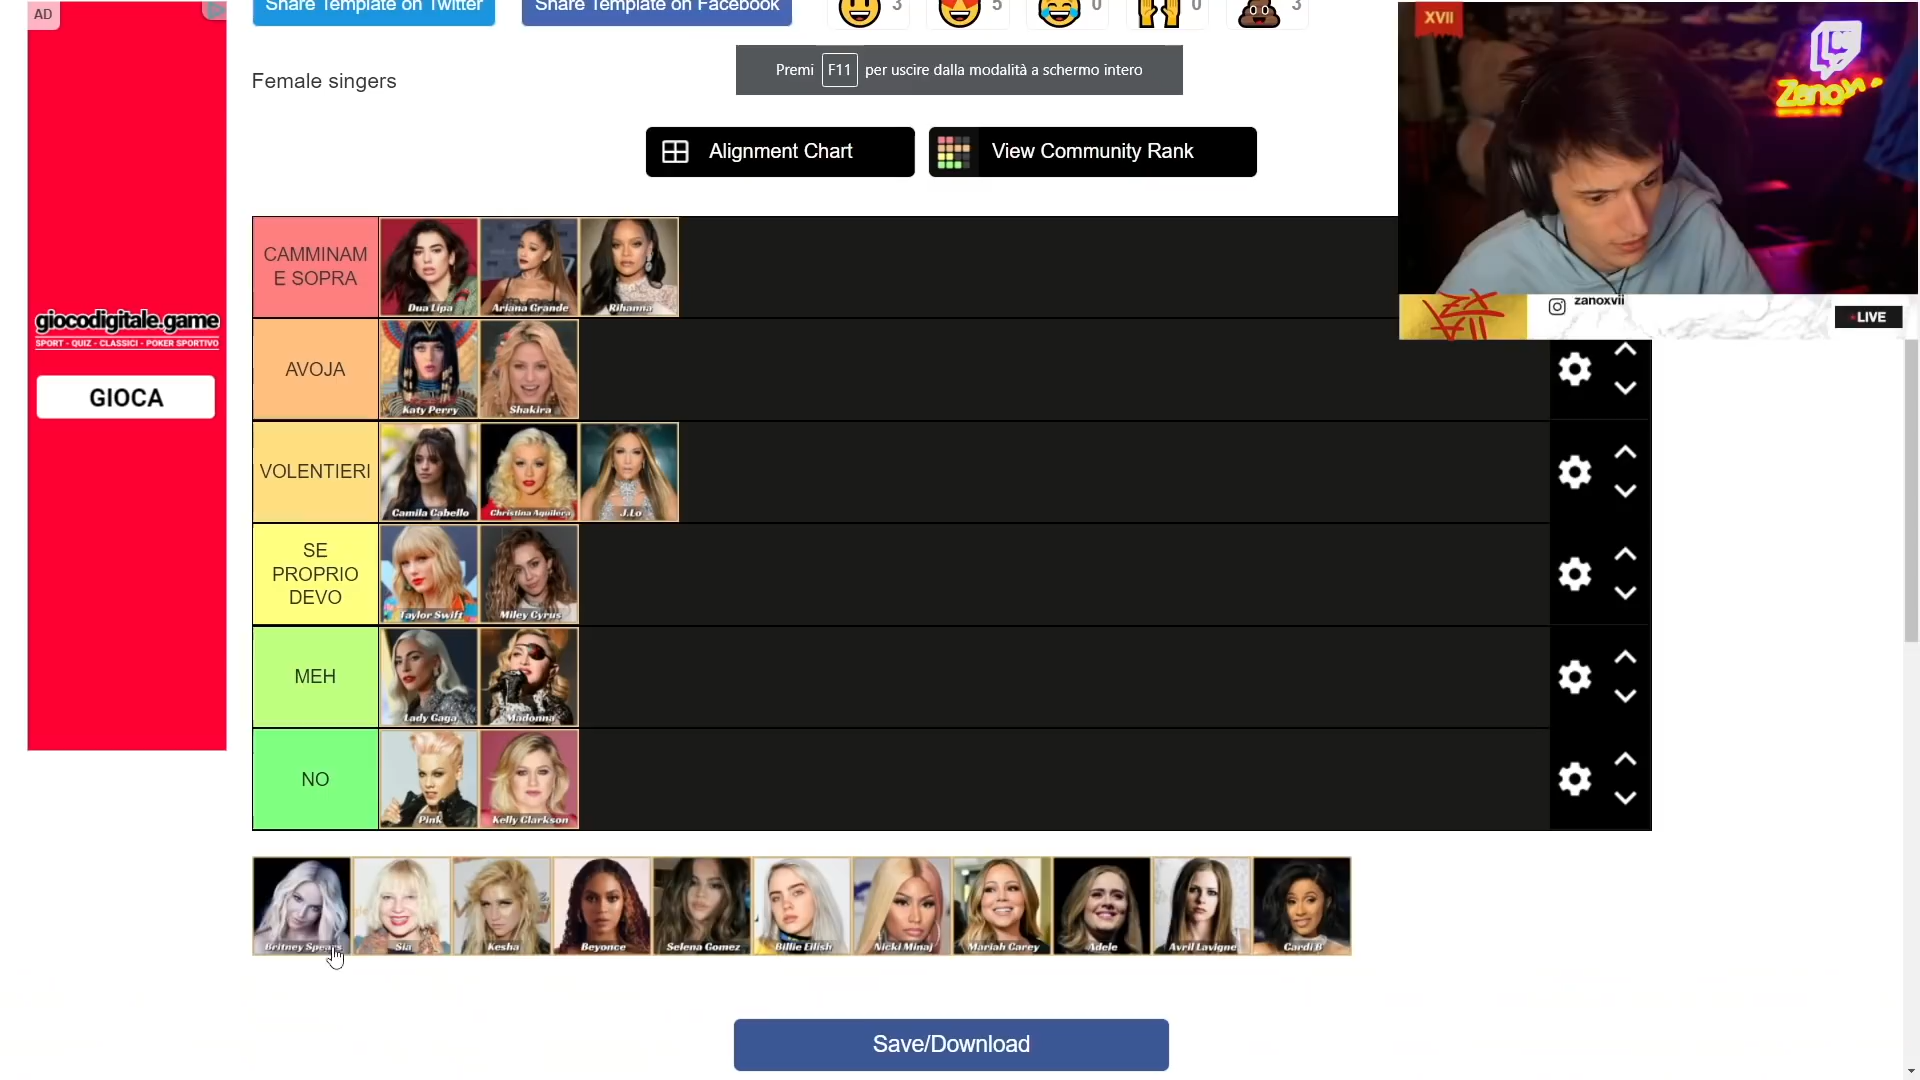 AD
Share Template on Twitter
Share Template on Facebook
3
5
0
0
3
XVII
Zanoxvii
Premi F11 per uscire dalla modalità a schermo intero
Female singers
Alignment Chart
View Community Rank
CAMMINAM
E SOPRA
Dua Lipa
Ariana Grande
Rihanna
zanoxvii
LIVE
giocodigitale.game
SPORT - QUIZ - CLASSICI - POKER SPORTIVO
GIOCA
AVOJA
Katy Perry
Shakira
VOLENTIERI
Camila Cabello
Christina Aguilera
J.Lo
SE
PROPRIO
DEVO
Taylor Swift
Miley Cyrus
MEH
Lady Gaga
Madonna
NO
Pink
Kelly Clarkson
Britney Spears
Sia
Kesha
Beyonce
Selena Gomez
Billie Eilish
Nicki Minaj
Mariah Carey
Adele
Avril Lavigne
Cardi B
Save/Download